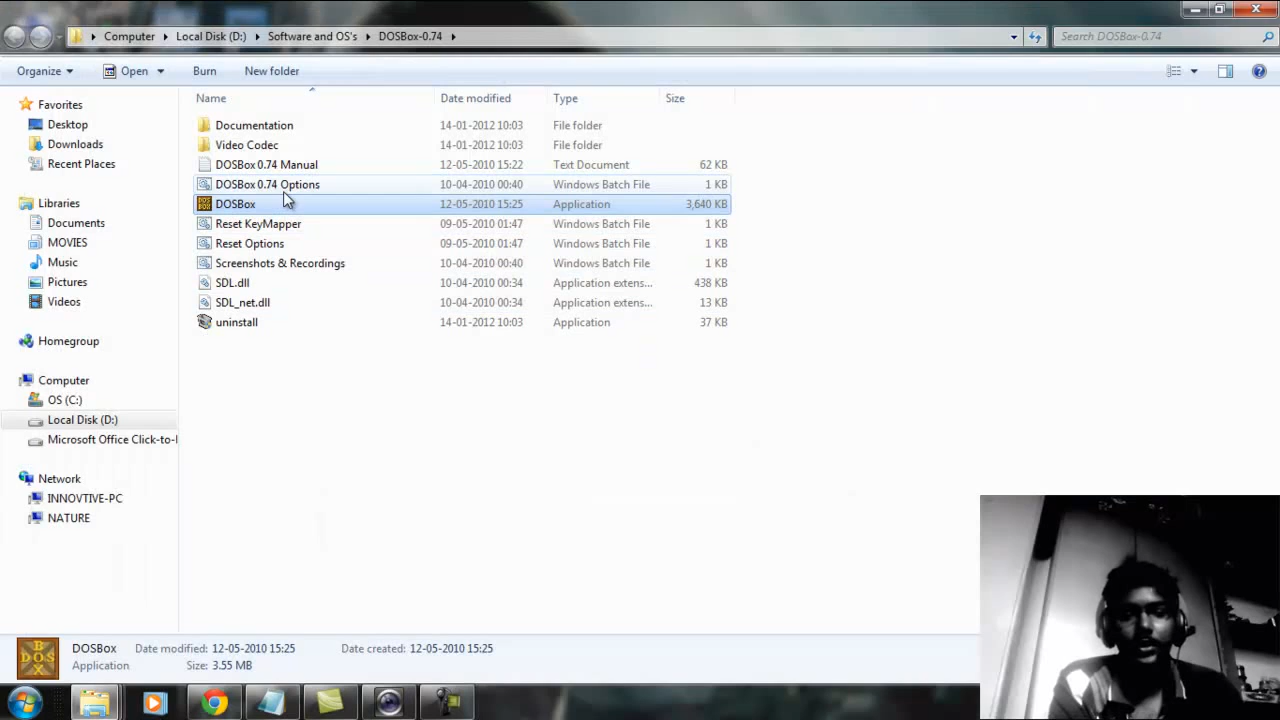 Computer Local Disk (D:) Software and OS's DOSBox-0.74 Search DOSBox-0.74
Organize Open Burn New folder
Name Date modified Type Size
Favorites
Desktop
Downloads
Recent Places
Libraries
Documents
MOVIES
Music
Pictures
Videos
Homegroup
Computer
OS (C:)
Local Disk (D:)
Microsoft Office Click-to-
Network
INNOVTIVE-PC
NATURE
Documentation 14-01-2012 10:03 File folder
Video Codec 14-01-2012 10:03 File folder
DOSBox 0.74 Manual 12-05-2010 15:22 Text Document 62 KB
DOSBox 0.74 Options 10-04-2010 00:40 Windows Batch File 1 KB
DOSBox 12-05-2010 15:25 Application 3,640 KB
Reset KeyMapper 09-05-2010 01:47 Windows Batch File 1 KB
Reset Options 09-05-2010 01:47 Windows Batch File 1 KB
Screenshots & Recordings 10-04-2010 00:40 Windows Batch File 1 KB
SDL.dll 10-04-2010 00:34 Application extens... 438 KB
SDL_net.dll 10-04-2010 00:34 Application extens... 13 KB
uninstall 14-01-2012 10:03 Application 37 KB
DOSBox Date modified: 12-05-2010 15:25 Date created: 12-05-2010 15:25
Application Size: 3.55 MB